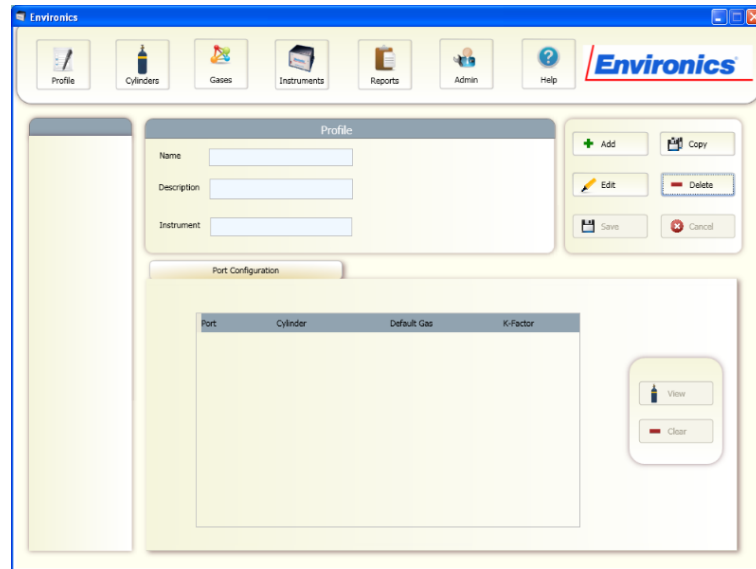 Environics
Profile
Cylinders
Gases
Instruments
Reports
Admin
Help
Environics
Profile
Name
Description
Instrument
Add
Copy
Edit
Delete
Save
Cancel
Port Configuration
Port Cylinder Default Gas K-Factor
View
Clear